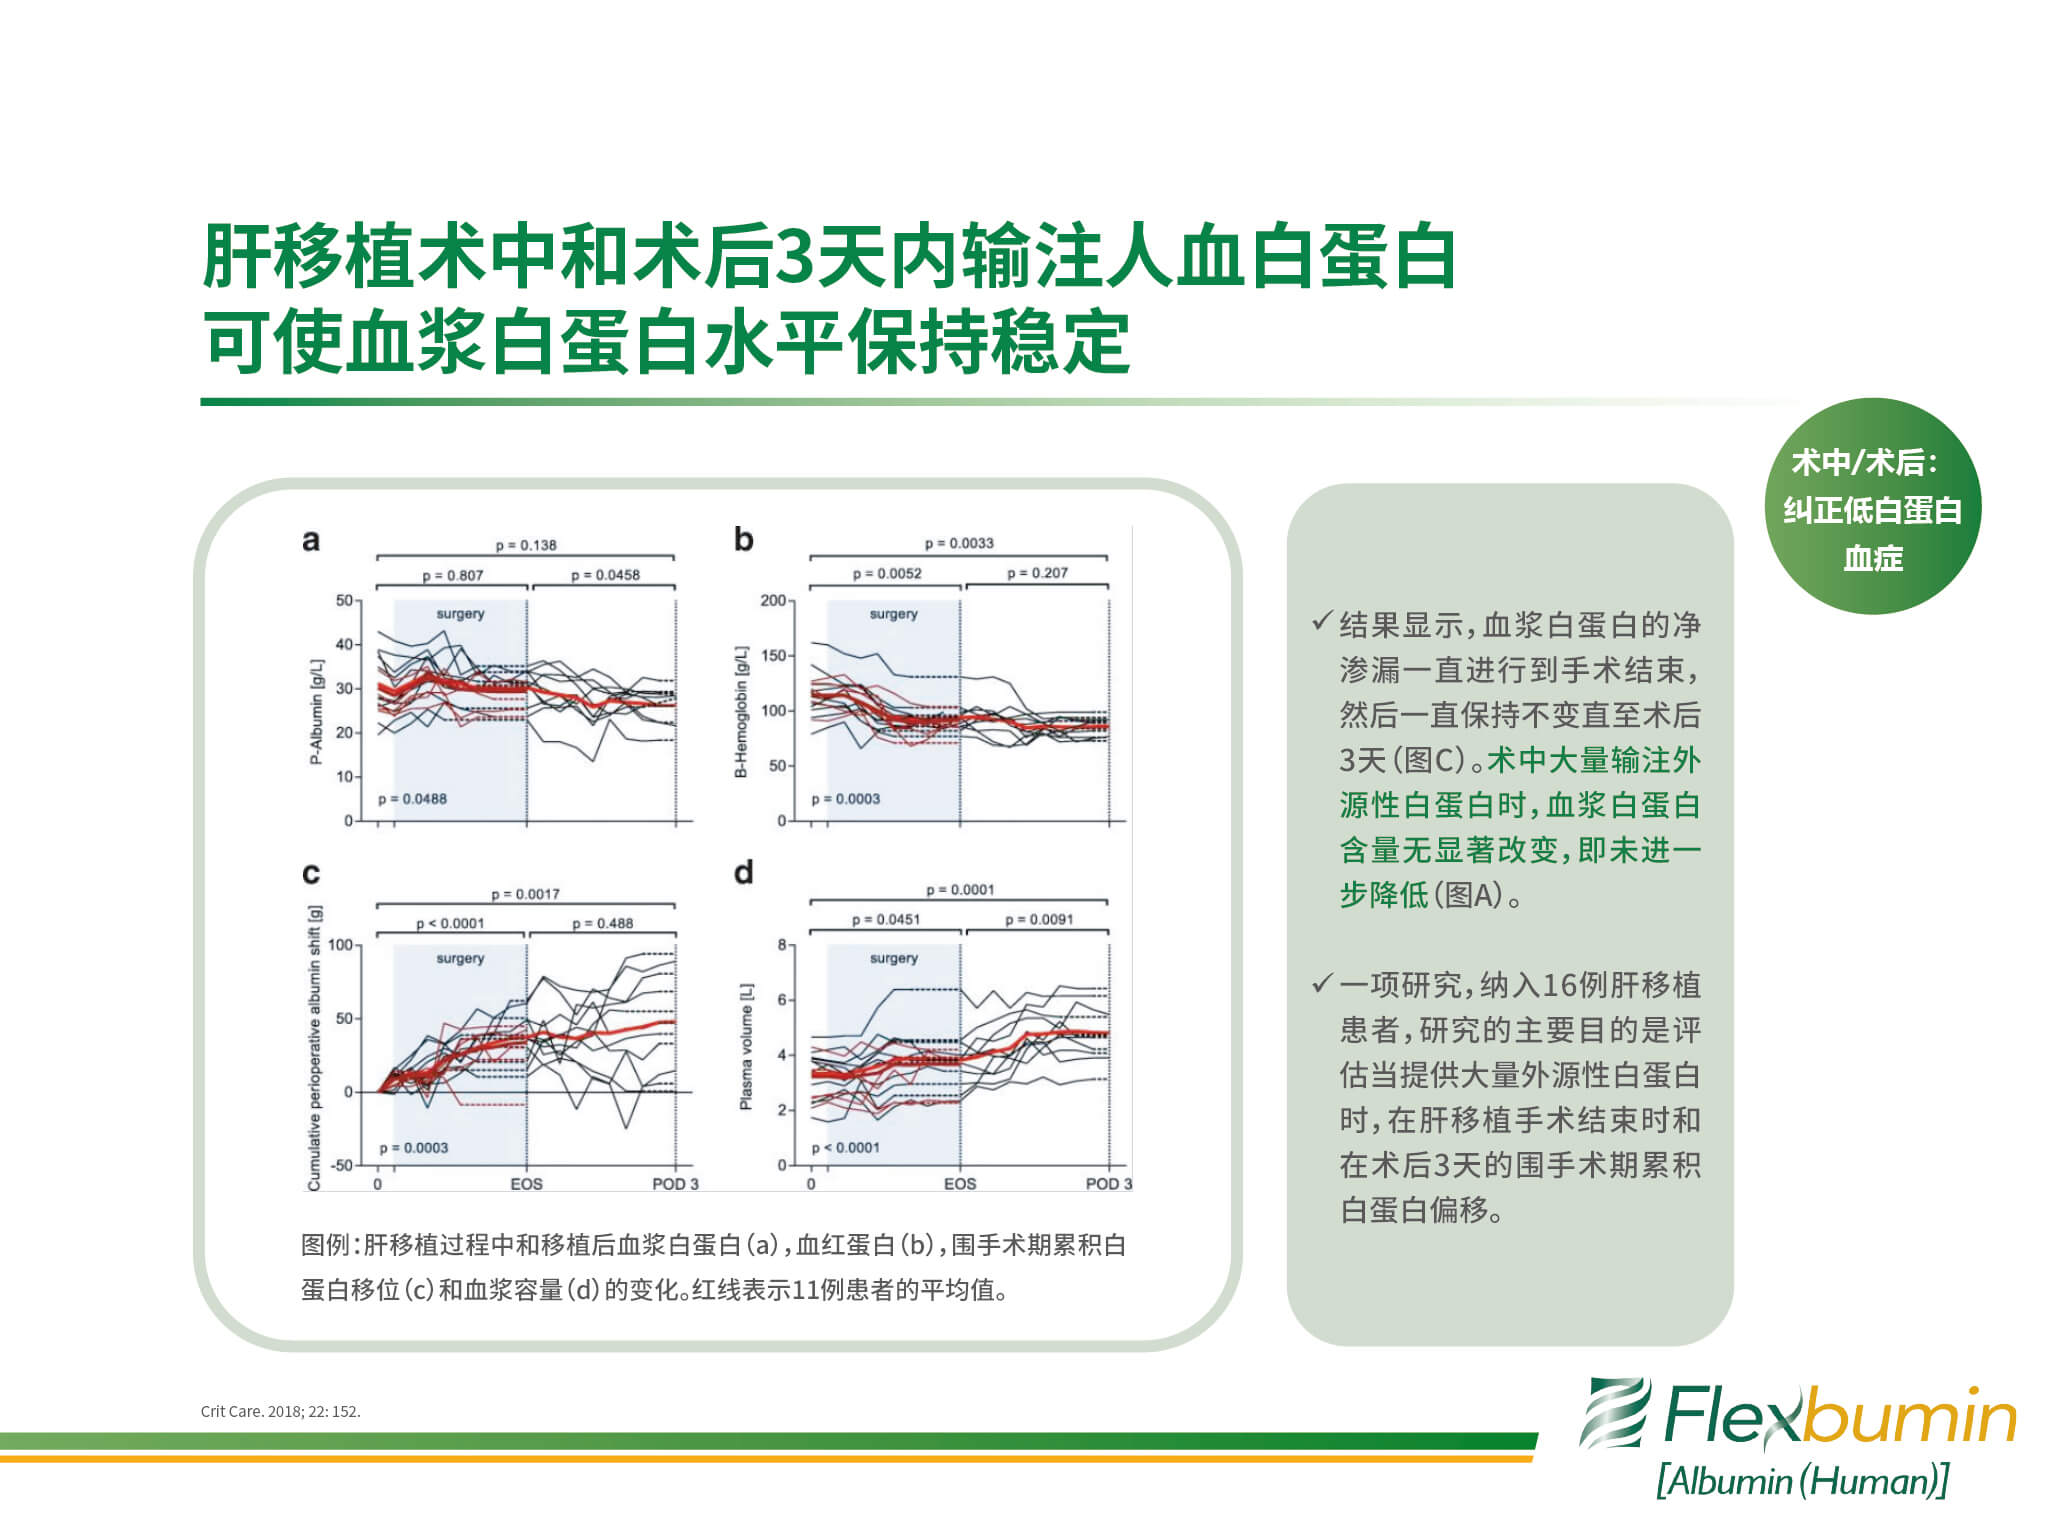 肝移植术中和术后3天内输注人血白蛋白
可使血浆白蛋白水平保持稳定
术中/术后：
纠正低白蛋白
血症
a
p = 0.138
p = 0.807
p = 0.0458
P-Albumin [g/L]
50
40
30
20
10
0
surgery
p = 0.0488
b
p = 0.0033
p = 0.0052
p = 0.207
B-Hemoglobin [g/L]
200
150
100
50
0
surgery
p = 0.0003
c
p = 0.0017
p < 0.0001
p = 0.488
Cumulative perioperative albumin shift [g]
100
50
0
-50
surgery
p = 0.0003
0
EOS
POD 3
d
p = 0.0001
p = 0.0451
p = 0.0091
Plasma volume [L]
8
6
4
2
0
surgery
p < 0.0001
0
EOS
POD 3
图例：肝移植过程中和移植后血浆白蛋白（a），血红蛋白（b），围手术期累积白
蛋白移位（c）和血浆容量（d）的变化。红线表示11例患者的平均值。
✓结果显示，血浆白蛋白的净
渗漏一直进行到手术结束，
然后一直保持不变直至术后
3天（图C）。术中大量输注外
源性白蛋白时，血浆白蛋白
含量无显著改变，即未进一
步降低（图A）。
✓一项研究，纳入16例肝移植
患者，研究的主要目的是评
估当提供大量外源性白蛋白
时，在肝移植手术结束时和
在术后3天的围手术期累积
白蛋白偏移。
Crit Care. 2018; 22: 152.
Flexbumin
[Albumin (Human)]